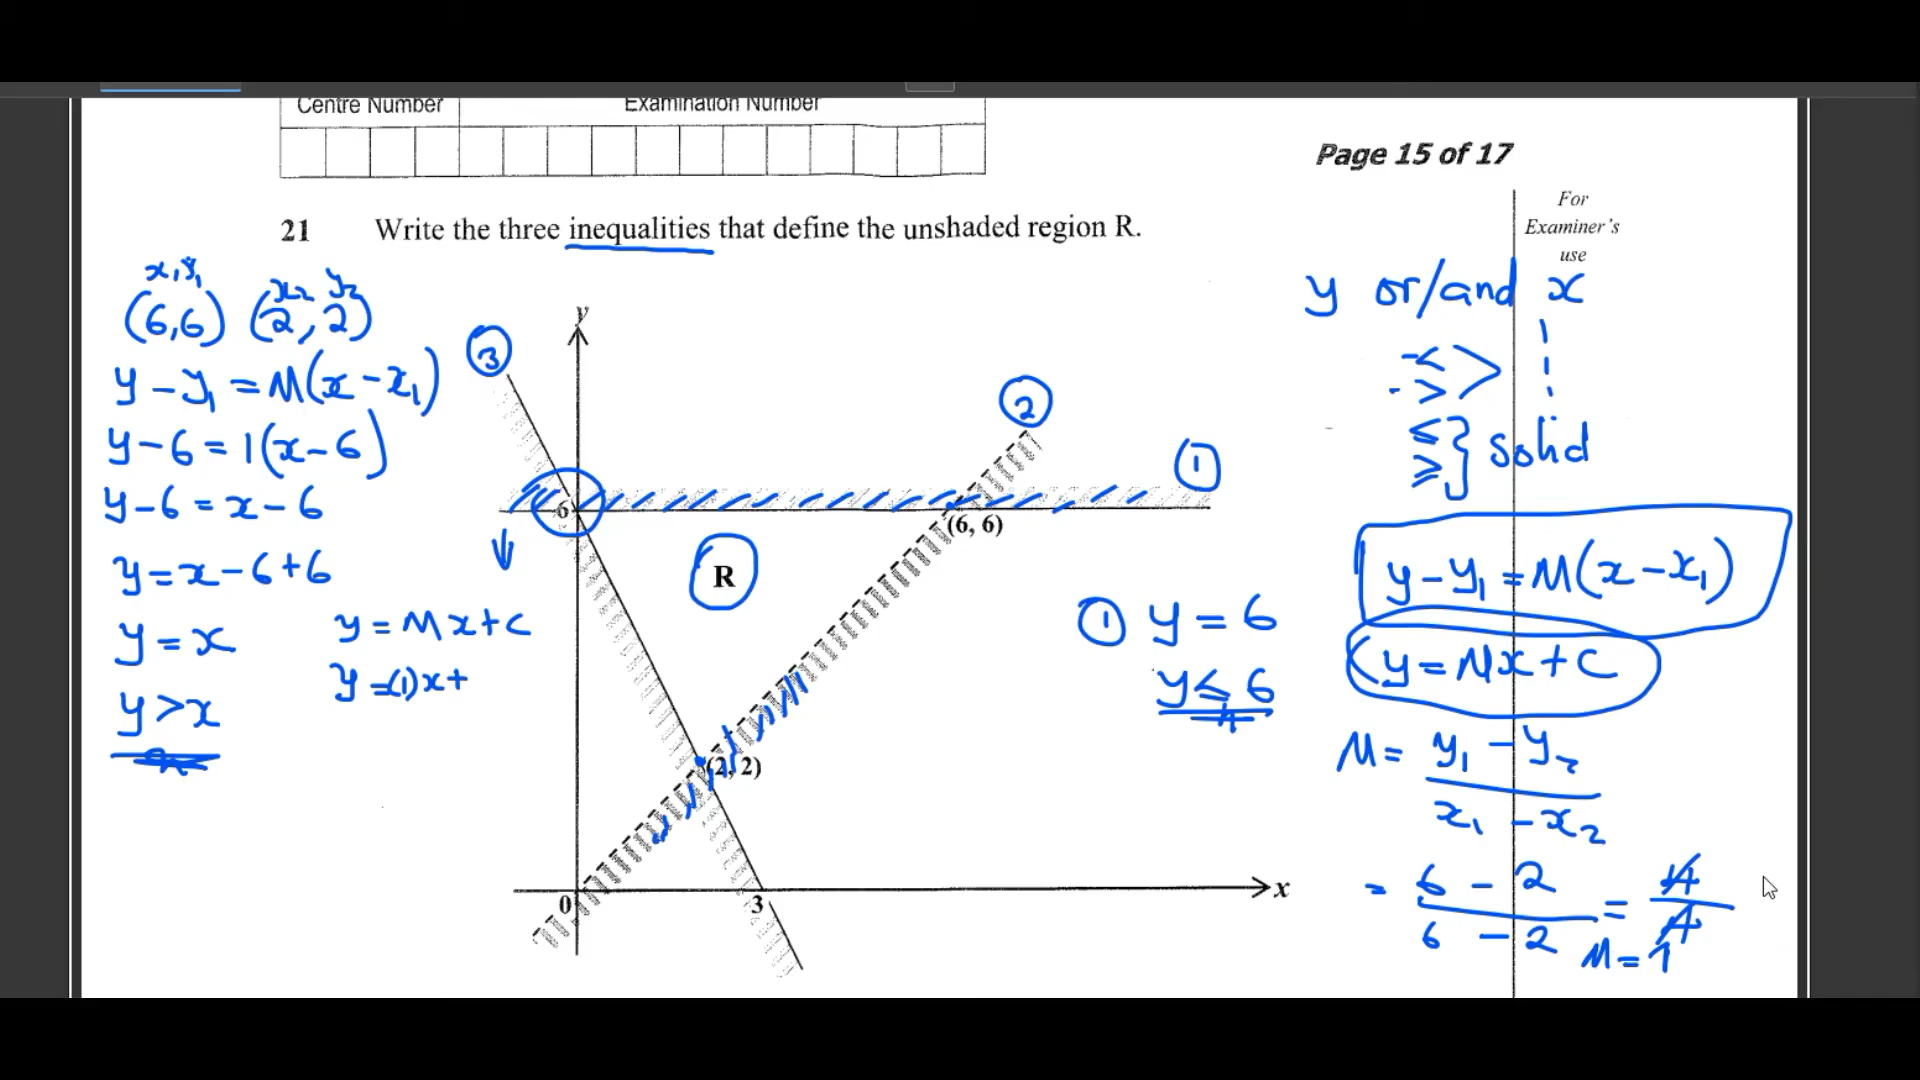 Centre Number Examination Number
Page 15 of 17
For
Examiner's
use
21 Write the three inequalities that define the unshaded region R.
x₁y₁ x₂ y₂
(6,6) (2,2)
y - y₁ = M(x - x₁)
y - 6 = 1(x - 6)
y - 6 = x - 6
y = x - 6 + 6
y = x
y > x
y = Mx + c
y = (1)x +
y
3
2
1
6
(6, 6)
R
(2, 2)
0
3
x
① y = 6
y ≤ 6
y or/and x
<
>
≤
≥ } solid
y - y₁ = M(x - x₁)
y = Mx + c
M = y₁ - y₂
x₁ - x₂
= 6 - 2 = 4
6 - 2 4
M = 1